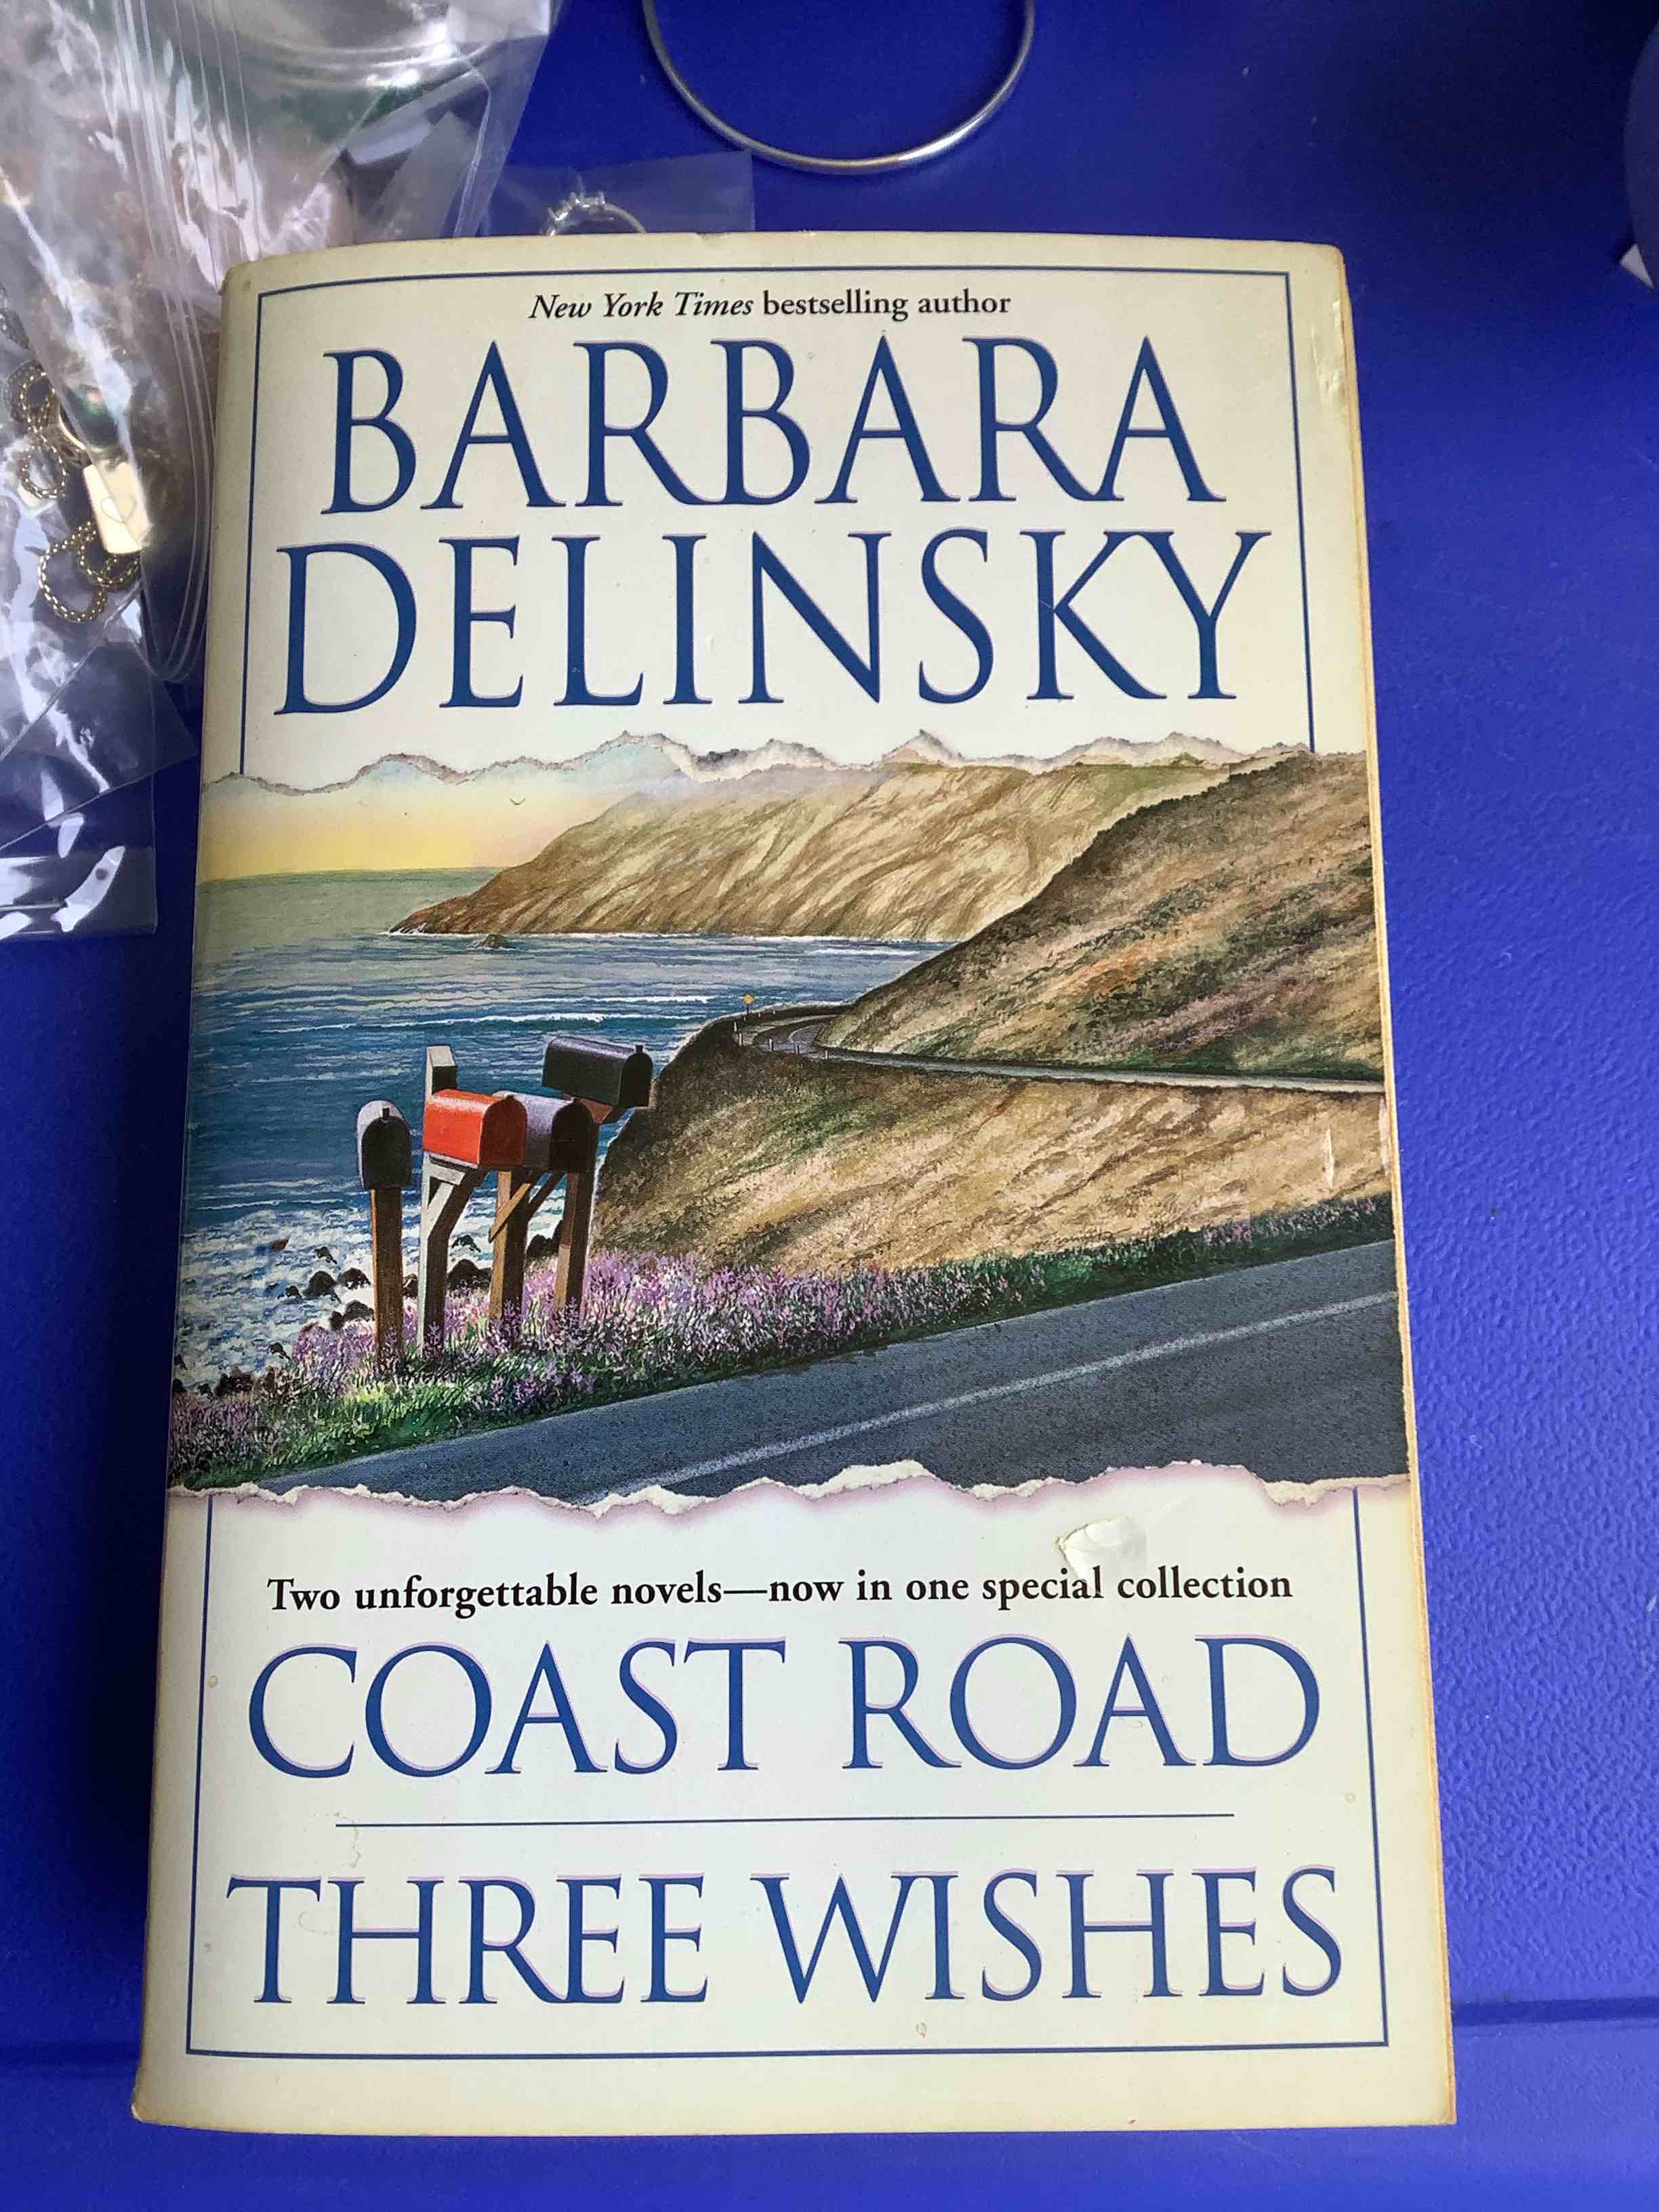 New York Times bestselling author
BARBARA
DELINSKY
Two unforgettable novels—now in one special collection
COAST ROAD
THREE WISHES